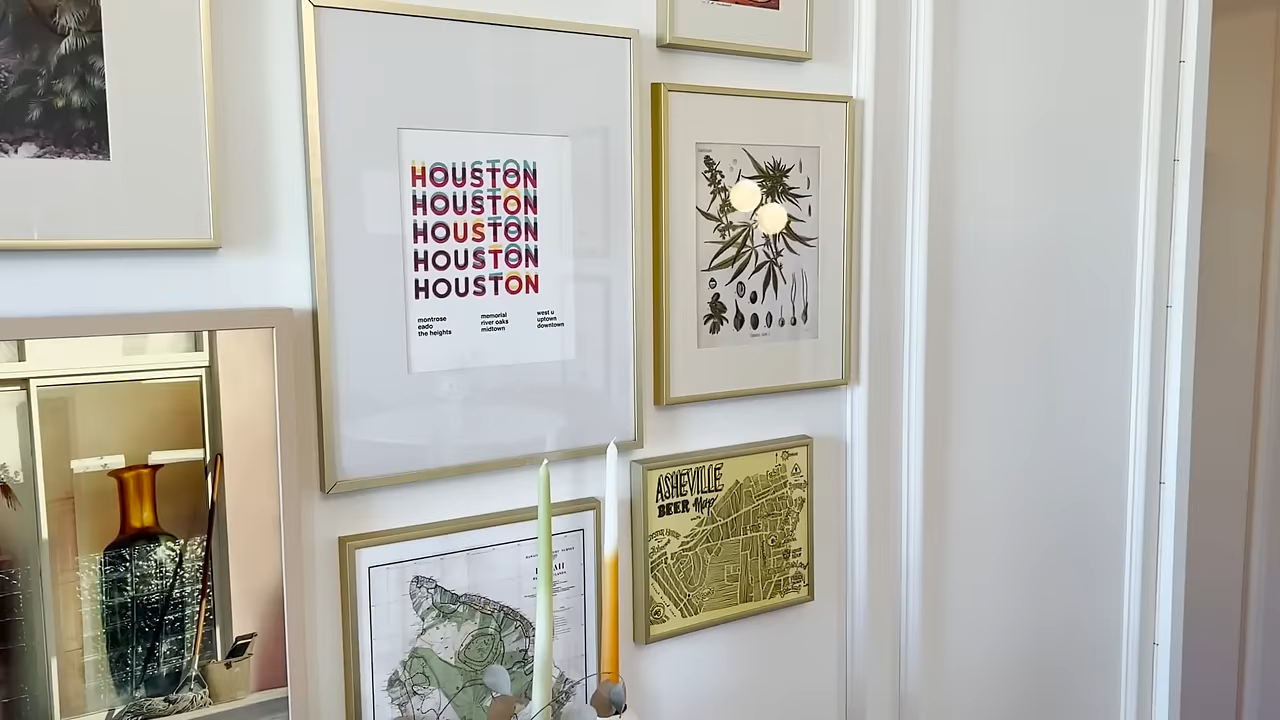 HOUSTON
HOUSTON
HOUSTON
HOUSTON
HOUSTON
montrose
eado
the heights
memorial
river oaks
midtown
west u
uptown
downtown
ASHEVILLE
BEER Map